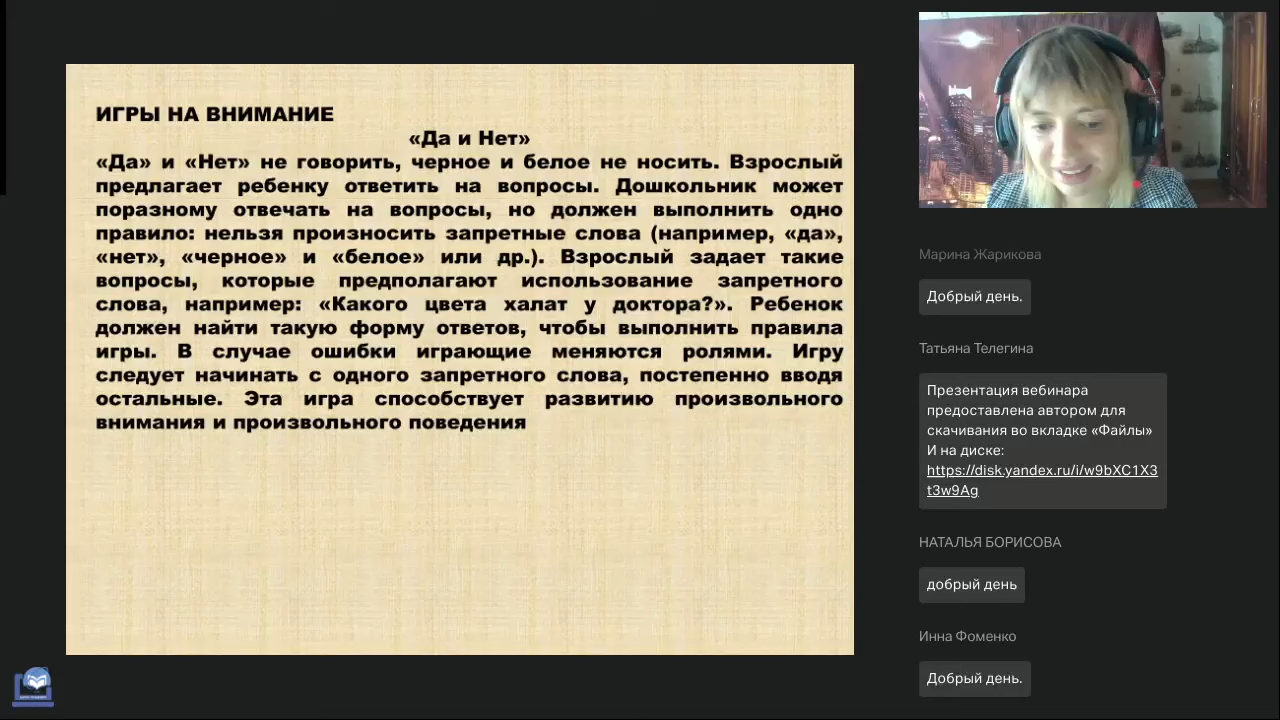 ИГРЫ НА ВНИМАНИЕ
«Да и Нет»
«Да» и «Нет» не говорить, черное и белое не носить. Взрослый
предлагает ребенку ответить на вопросы. Дошкольник может
поразному отвечать на вопросы, но должен выполнить одно
правило: нельзя произносить запретные слова (например, «да»,
«нет», «черное» и «белое» или др.). Взрослый задает такие
вопросы, которые предполагают использование запретного
слова, например: «Какого цвета халат у доктора?». Ребенок
должен найти такую форму ответов, чтобы выполнить правила
игры. В случае ошибки играющие меняются ролями. Игру
следует начинать с одного запретного слова, постепенно вводя
остальные. Эта игра способствует развитию произвольного
внимания и произвольного поведения
Марина Жарикова
Добрый день.
Татьяна Телегина
Презентация вебинара
предоставлена автором для
скачивания во вкладке «Файлы»
И на диске:
https://disk.yandex.ru/i/w9bXC1X3
t3w9Ag
НАТАЛЬЯ БОРИСОВА
добрый день
Инна Фоменко
Добрый день.